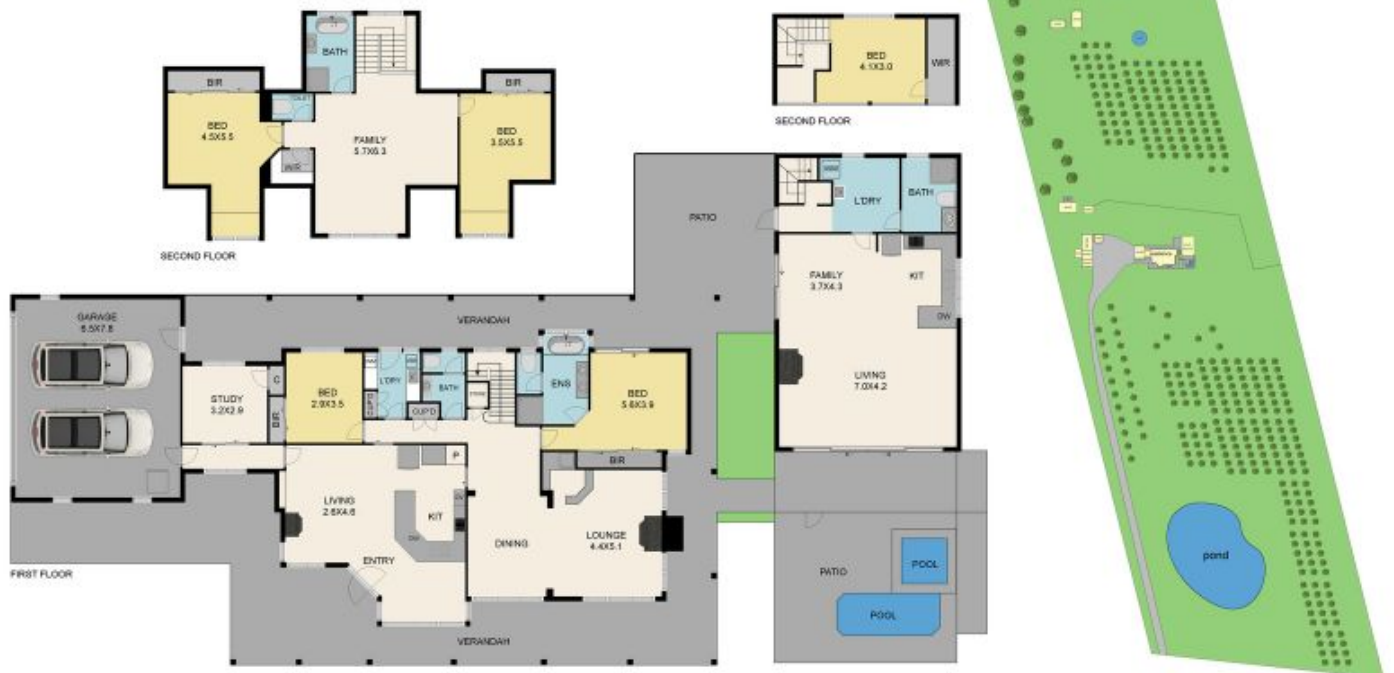 BATH
BIR
BIR
TOILET
BED
4.5X5.5
FAMILY
5.7X6.3
BED
3.5X5.5
WIR
SECOND FLOOR
BED
4.1X3.0
WIR
SECOND FLOOR
PATIO
L'DRY
BATH
FAMILY
3.7X4.3
KIT
DW
LIVING
7.0X4.2
GARAGE
6.5X7.8
VERANDAH
STUDY
3.2X2.9
C
BIR
BED
2.9X3.5
L'DRY
BATH
CUP'D
ENS
BED
5.6X3.9
BIR
P
LIVING
2.6X4.6
KIT
DW
ENTRY
DINING
LOUNGE
4.4X5.1
FIRST FLOOR
VERANDAH
PATIO
POOL
POOL
pond